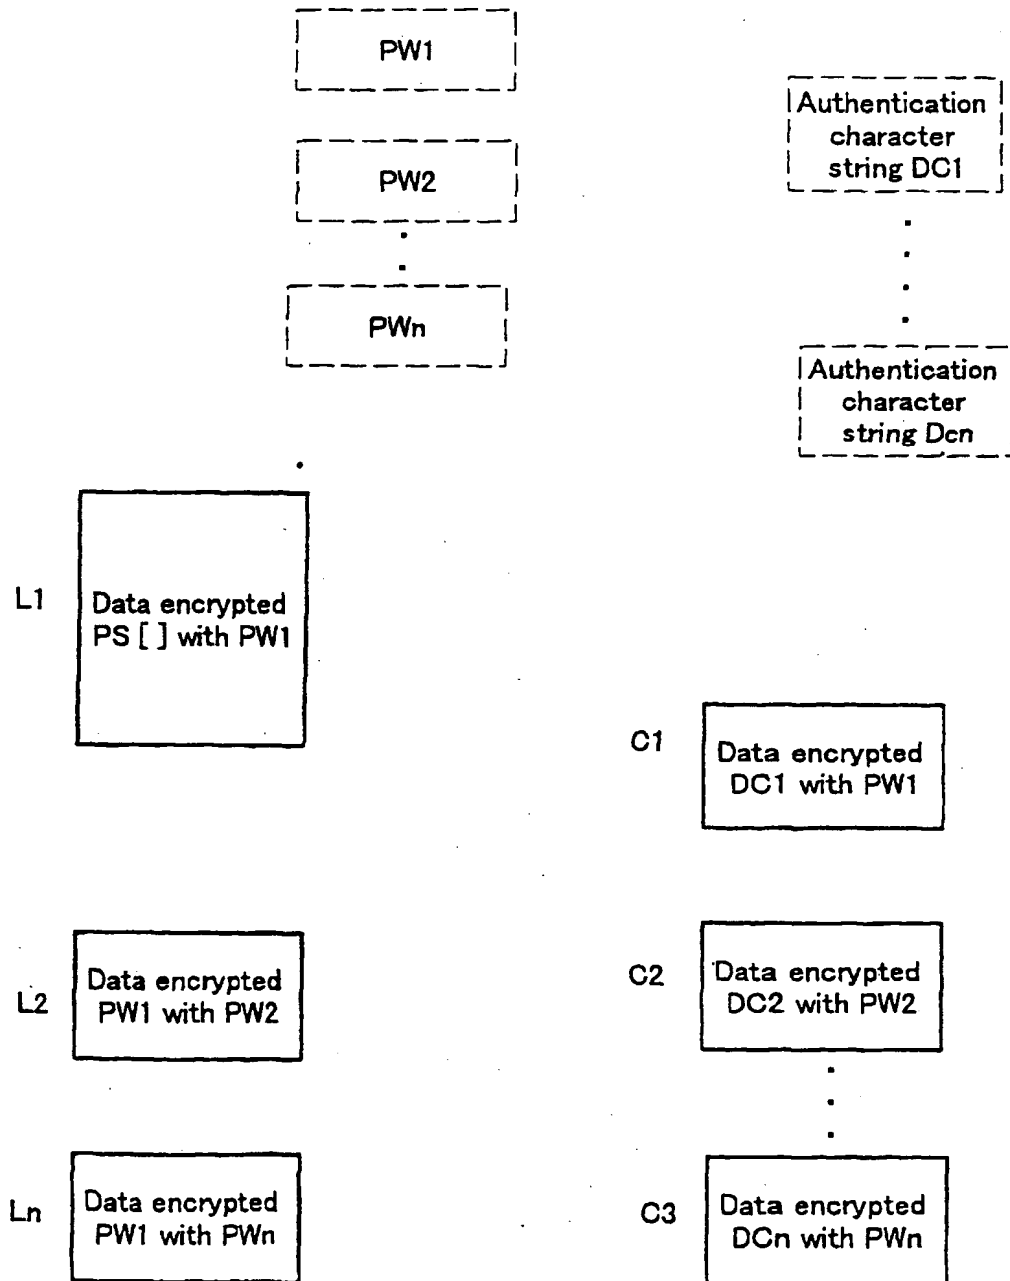 PW1
PW2
PWn
Authentication
character
string DC1
Authentication
character
string Dcn
L1
Data encrypted
PS [ ] with PW1
C1
Data encrypted
DC1 with PW1
L2
Data encrypted
PW1 with PW2
C2
Data encrypted
DC2 with PW2
Ln
Data encrypted
PW1 with PWn
C3
Data encrypted
DCn with PWn